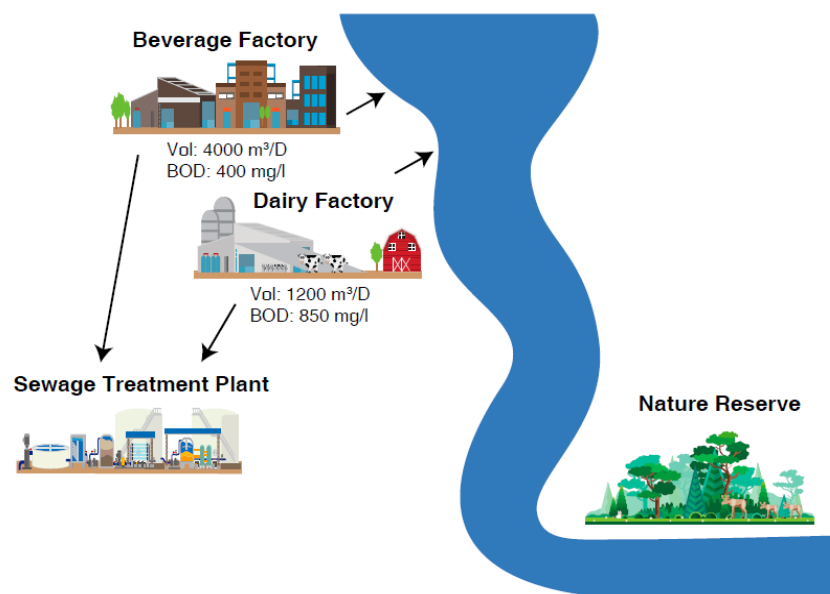 Beverage Factory
Vol: 4000 m³/D
BOD: 400 mg/l
Dairy Factory
Vol: 1200 m³/D
BOD: 850 mg/l
Sewage Treatment Plant
Nature Reserve